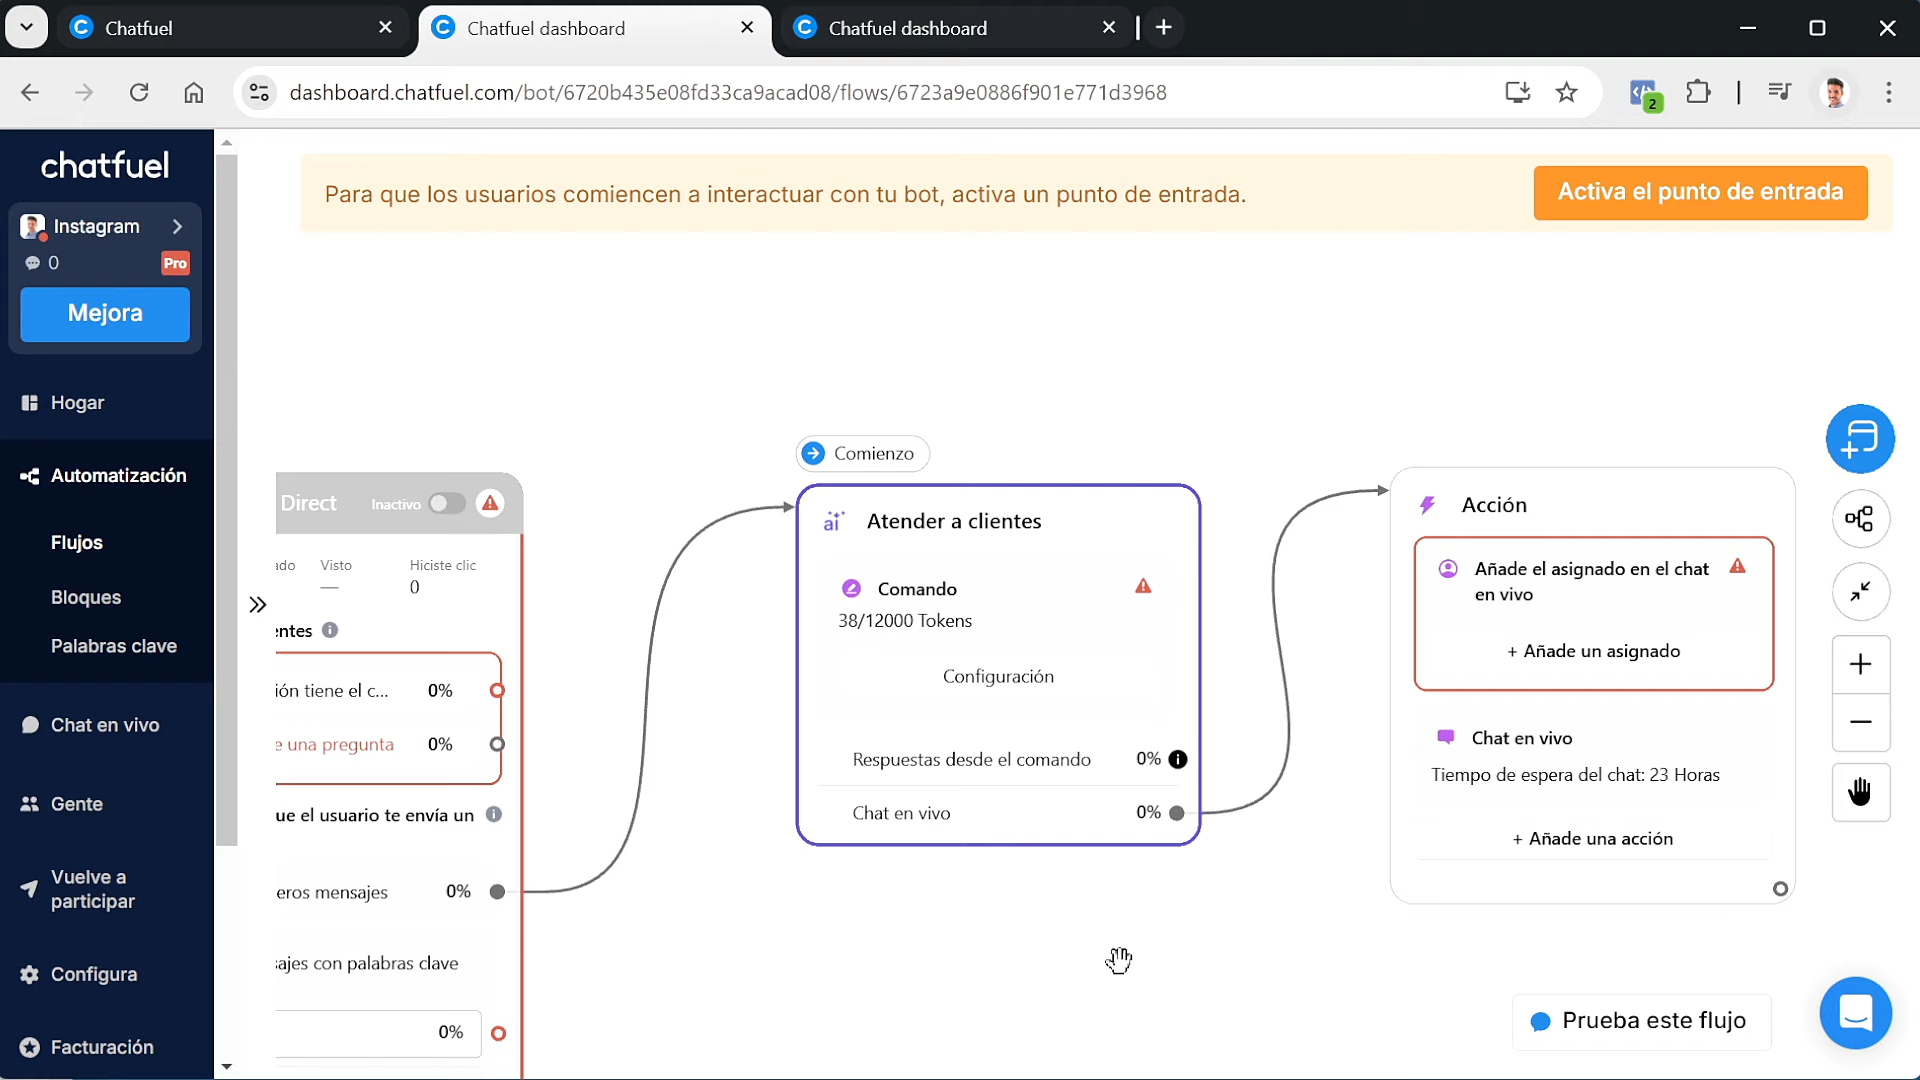 Chatfuel
Chatfuel dashboard
Chatfuel dashboard
dashboard.chatfuel.com/bot/6720b435e08fd33ca9acad08/flows/6723a9e0886f901e771d3968
2
chatfuel
Instagram
0
Pro
Mejora
Hogar
Automatización
Flujos
Bloques
Palabras clave
Chat en vivo
Gente
Vuelve a
participar
Configura
Facturación
Para que los usuarios comiencen a interactuar con tu bot, activa un punto de entrada.
Activa el punto de entrada
Direct
Inactivo
ado
Visto
Hiciste clic
—
0
entes
ión tiene el c...
0%
e una pregunta
0%
ue el usuario te envía un
eros mensajes
0%
sajes con palabras clave
0%
Comienzo
ai
Atender a clientes
Comando
38/12000 Tokens
Configuración
Respuestas desde el comando
0%
Chat en vivo
0%
Acción
Añade el asignado en el chat
en vivo
+ Añade un asignado
Chat en vivo
Tiempo de espera del chat: 23 Horas
+ Añade una acción
Prueba este flujo